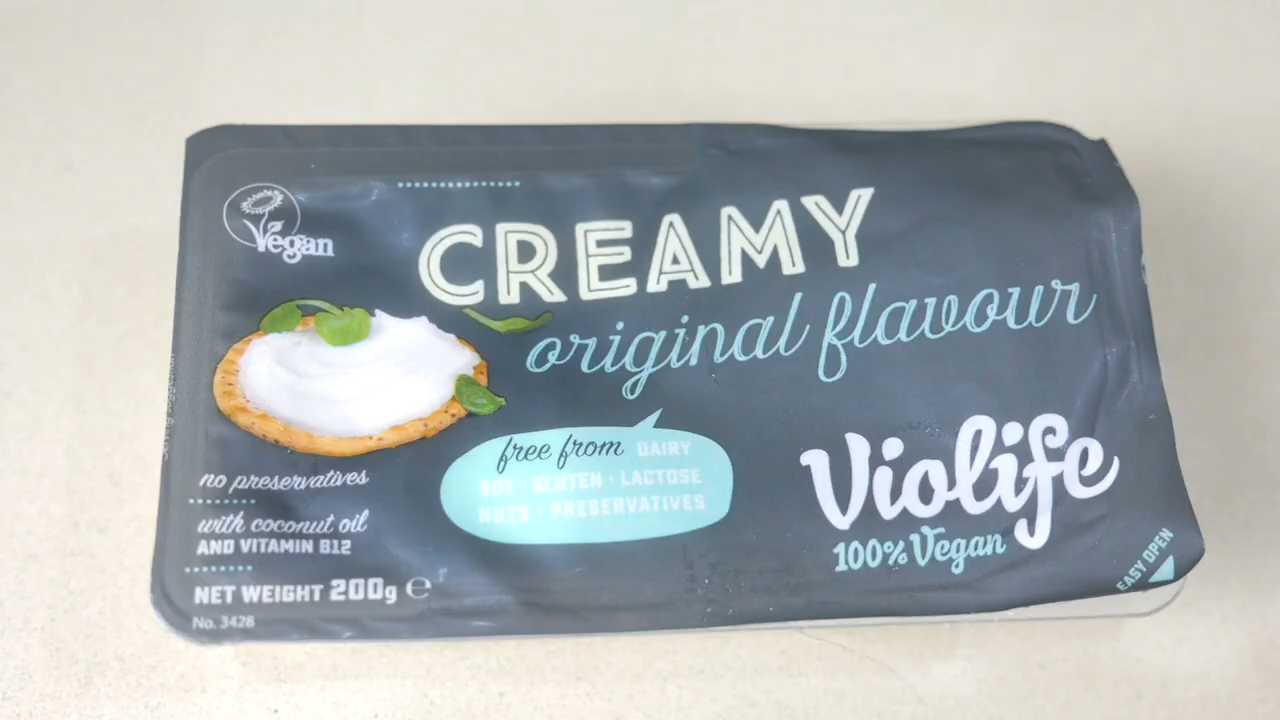 Vegan
CREAMY
original flavour
free from DAIRY
SOY · GLUTEN · LACTOSE
NUTS · PRESERVATIVES
no preservatives
with coconut oil
AND VITAMIN B12
NET WEIGHT 200g ℮
No. 3428
Violife
100% Vegan
EASY OPEN